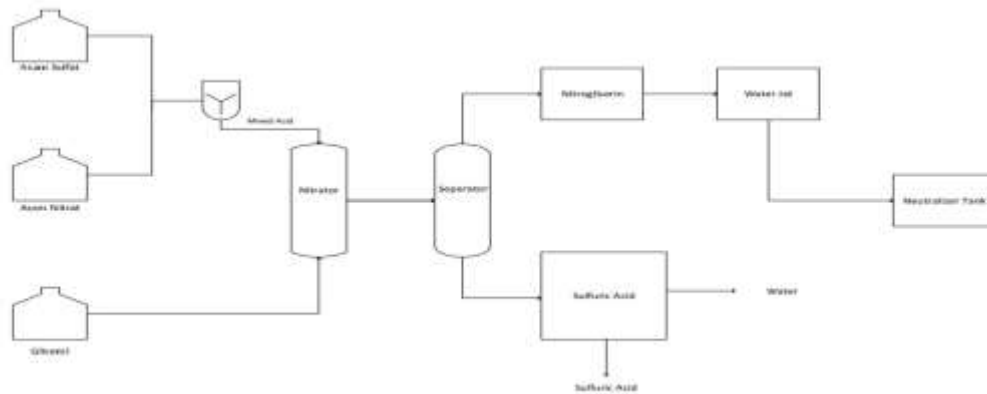 Asam Sulfat
Asam Nitrat
Gliserol
Mixed Acid
Nitrator
Separator
Nitrogliserin
Water Jet
Neutralizer Tank
Sulfuric Acid
Water
Sulfuric Acid